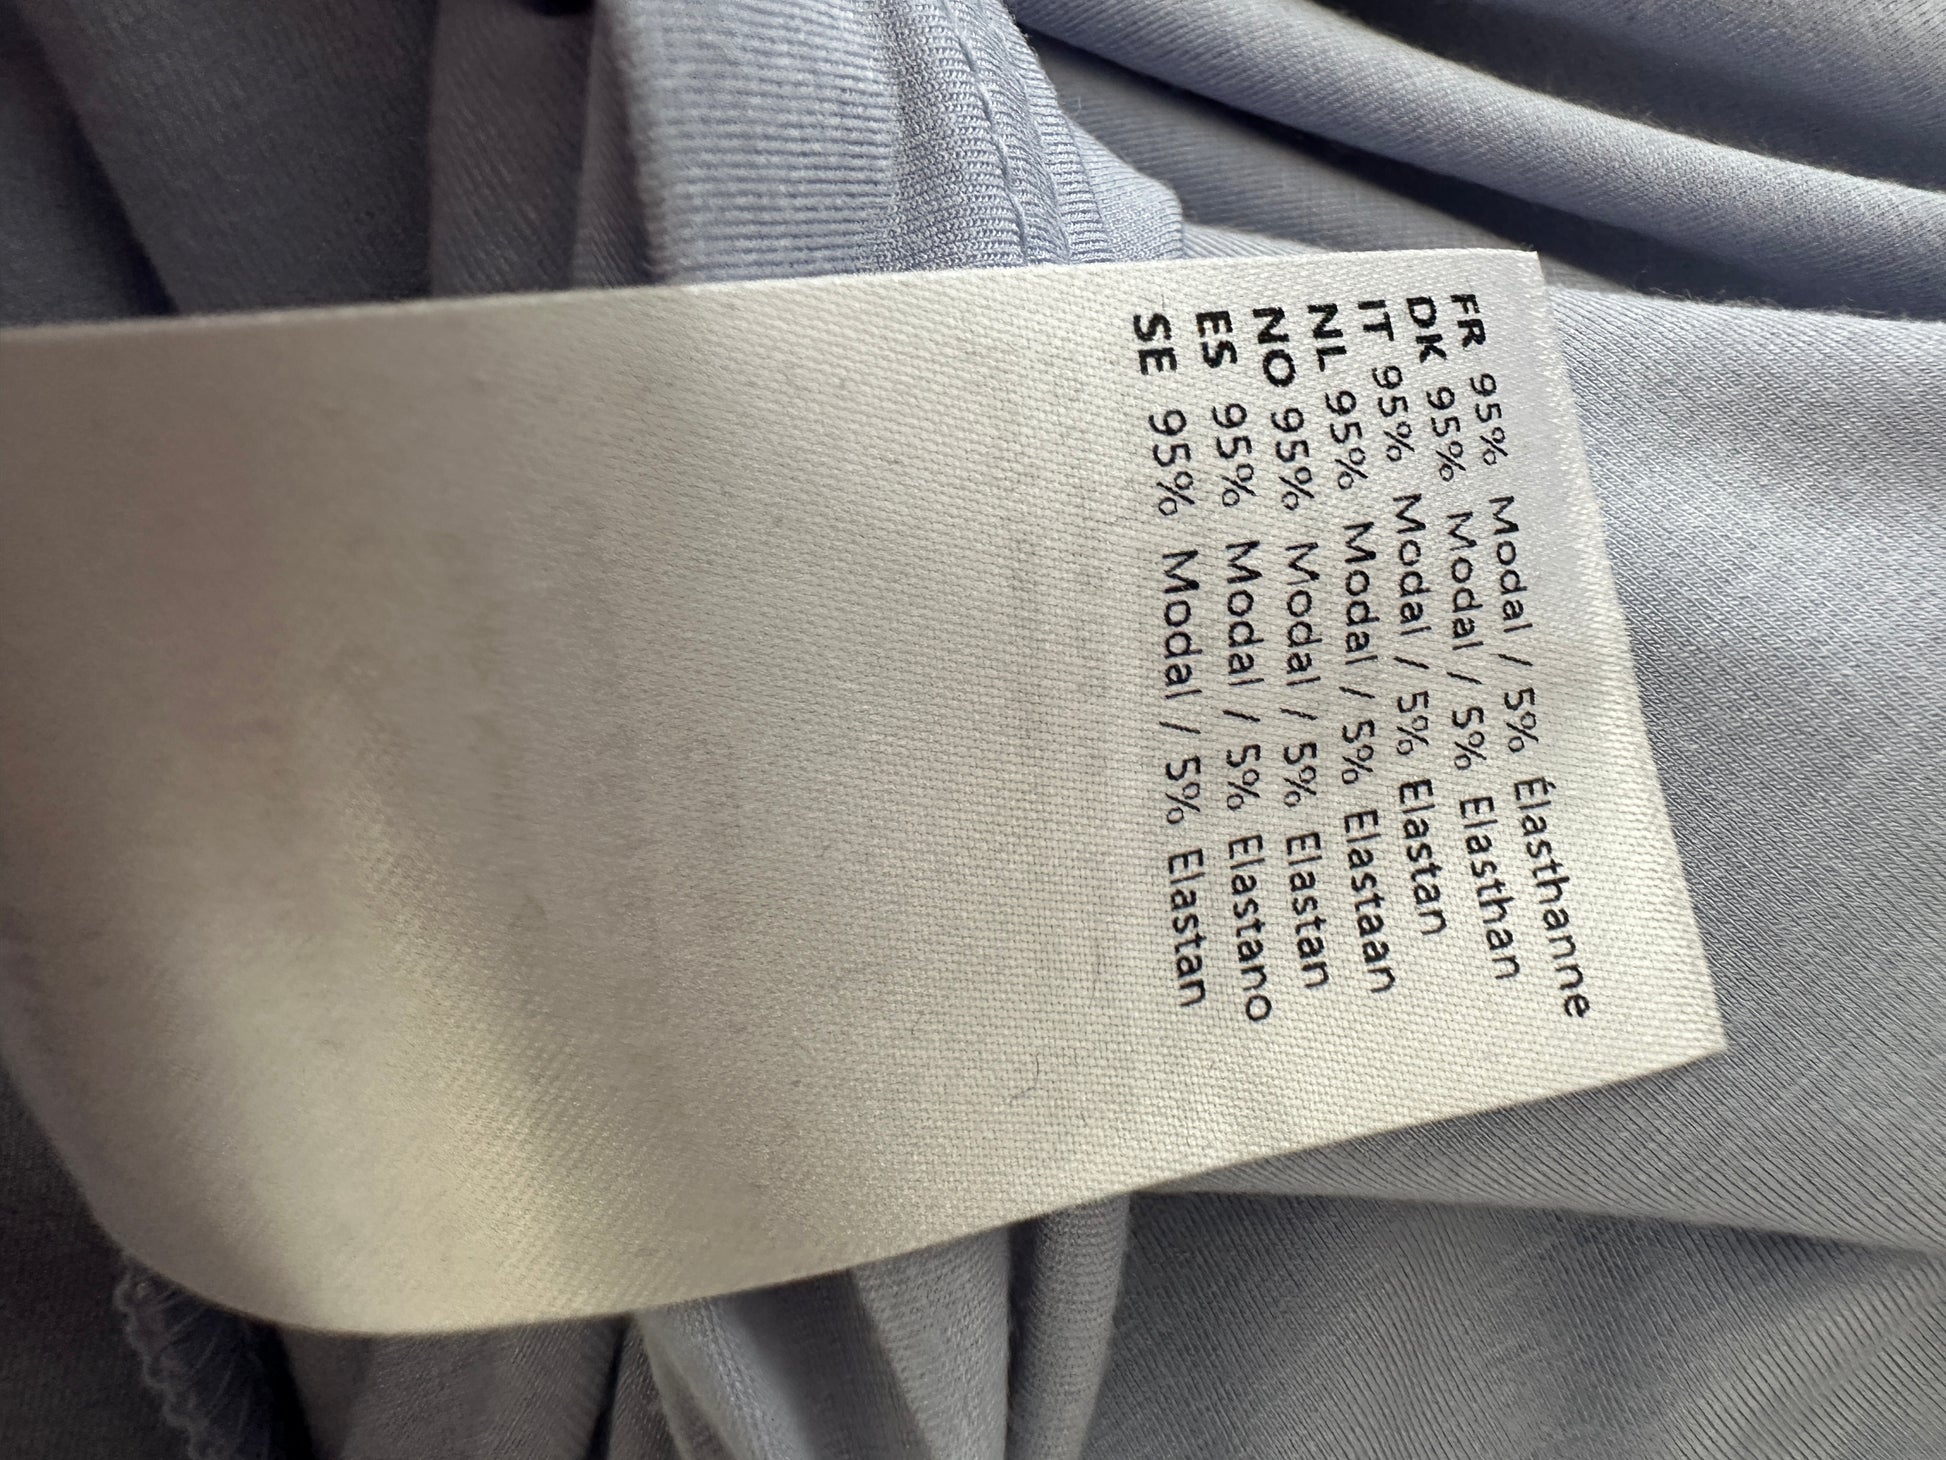 FR 95% Modal / 5% Élasthanne
DK 95% Modal / 5% Elasthan
IT 95% Modal / 5% Elastan
NL 95% Modal / 5% Elastaan
NO 95% Modal / 5% Elastan
ES 95% Modal / 5% Elastano
SE 95% Modal / 5% Elastan